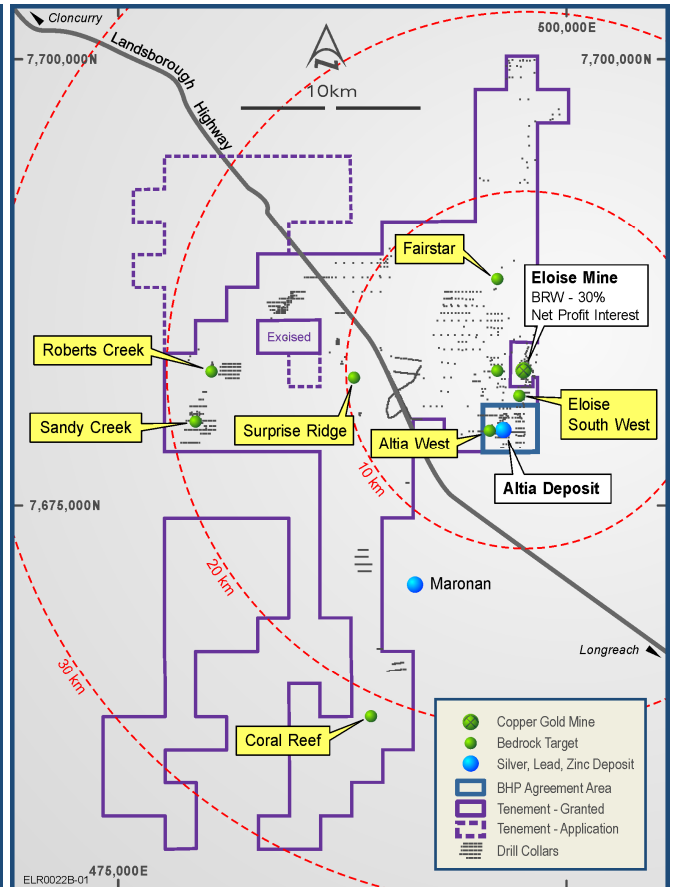 Cloncurry
500,000E
7,700,000N
7,700,000N
Landsborough Highway
10km
Fairstar
Eloise Mine
BRW - 30%
Net Profit Interest
Excised
Roberts Creek
Sandy Creek
Surprise Ridge
Altia West
Eloise
South West
Altia Deposit
10 km
7,675,000N
20 km
Maronan
30 km
Longreach
Coral Reef
Copper Gold Mine
Bedrock Target
Silver, Lead, Zinc Deposit
BHP Agreement Area
Tenement - Granted
Tenement - Application
Drill Collars
ELR0022B-01
475,000E